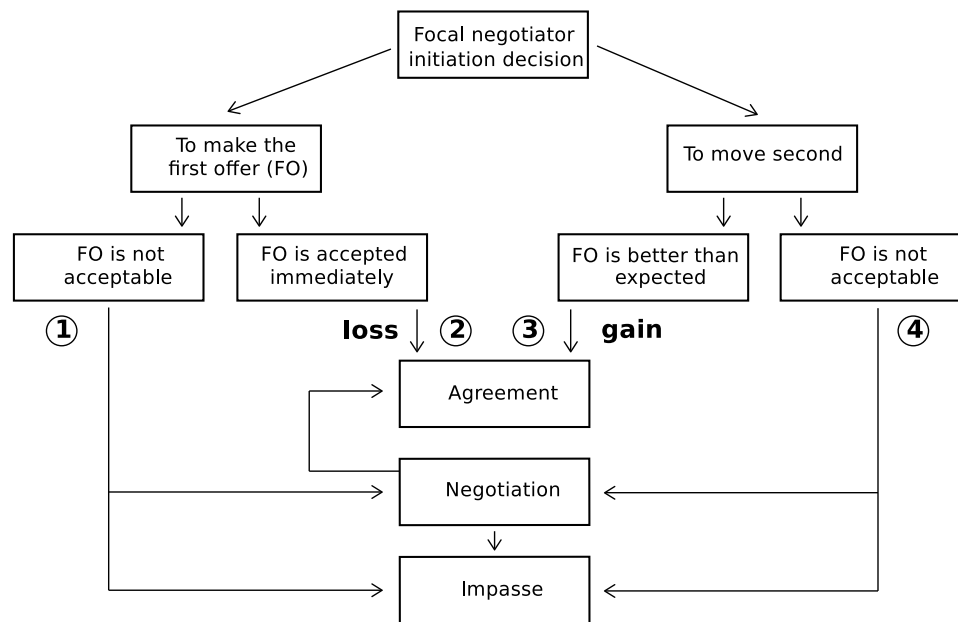 Focal negotiator
initiation decision
To make the
first offer (FO)
To move second
FO is not
acceptable
FO is accepted
immediately
FO is better than
expected
FO is not
acceptable
1
loss
2
3
gain
4
Agreement
Negotiation
Impasse